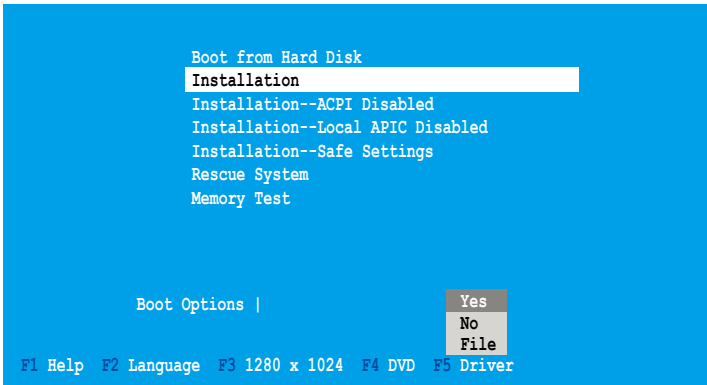 Boot from Hard Disk
Installation
Installation--ACPI Disabled
Installation--Local APIC Disabled
Installation--Safe Settings
Rescue System
Memory Test
Boot Options |
Yes
No
File
F1 Help F2 Language F3 1280 x 1024 F4 DVD F5 Driver